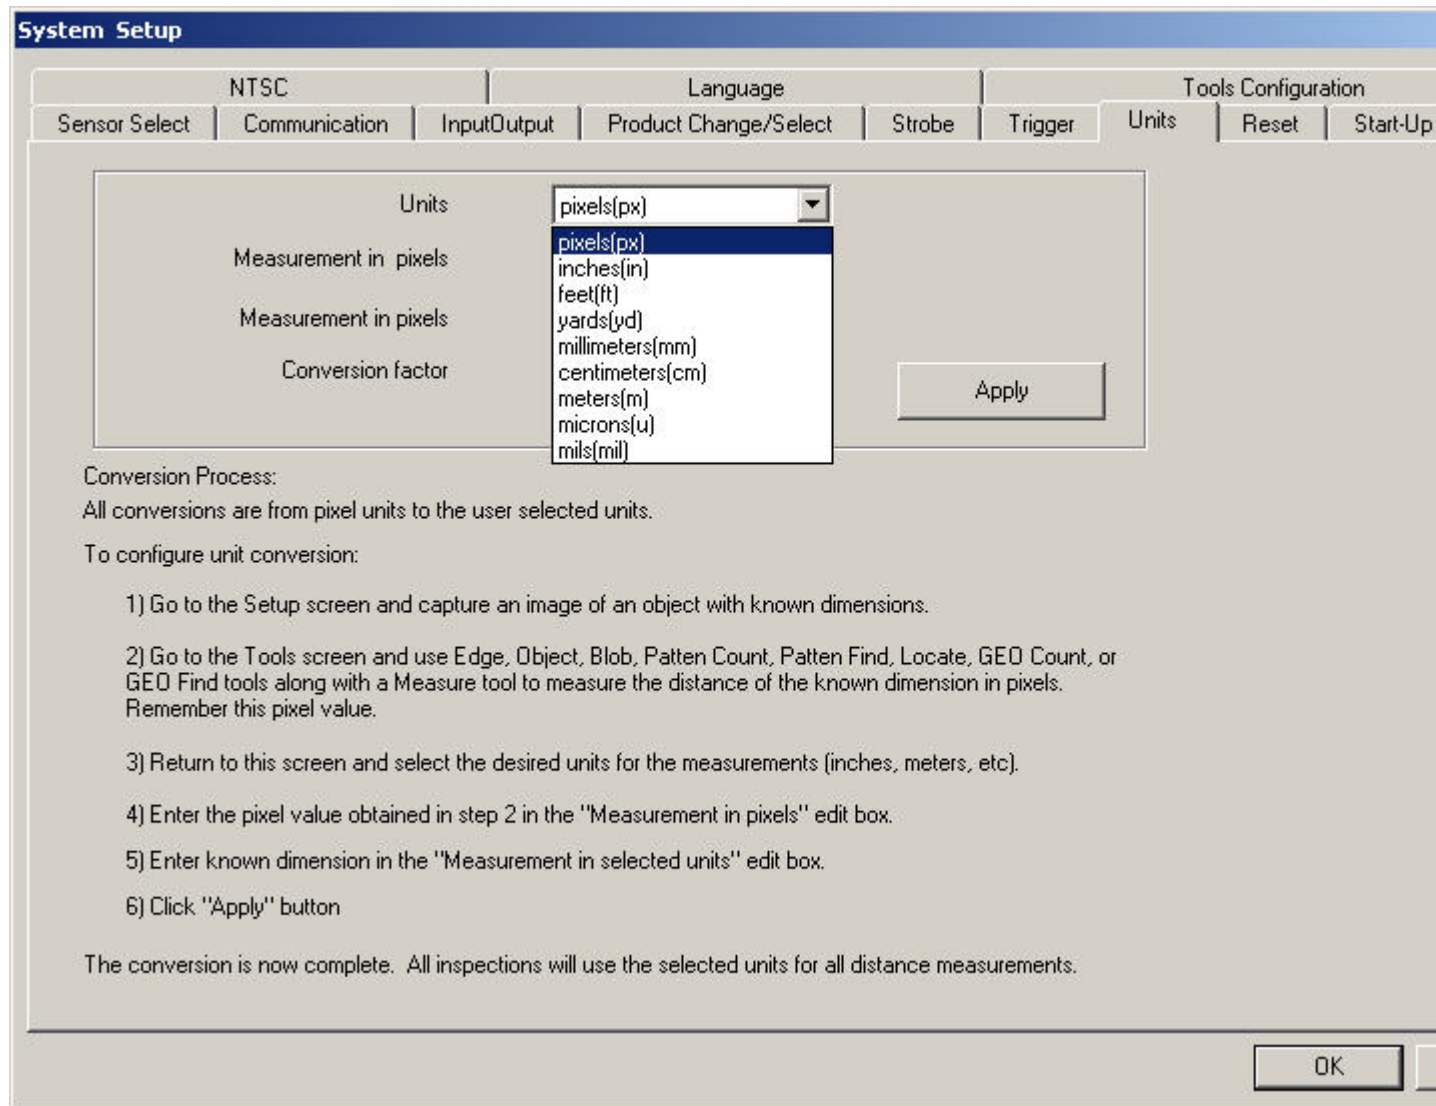 System Setup
NTSC
Language
Tools Configuration
Sensor Select
Communication
InputOutput
Product Change/Select
Strobe
Trigger
Units
Reset
Start-Up
Units
pixels(px)
pixels(px)
inches(in)
feet(ft)
yards(yd)
millimeters(mm)
centimeters(cm)
meters(m)
microns(u)
mils(mil)
Measurement in pixels
Measurement in pixels
Conversion factor
Apply
Conversion Process:
All conversions are from pixel units to the user selected units.
To configure unit conversion:
1) Go to the Setup screen and capture an image of an object with known dimensions.
2) Go to the Tools screen and use Edge, Object, Blob, Patten Count, Patten Find, Locate, GEO Count, or
GEO Find tools along with a Measure tool to measure the distance of the known dimension in pixels.
Remember this pixel value.
3) Return to this screen and select the desired units for the measurements (inches, meters, etc).
4) Enter the pixel value obtained in step 2 in the "Measurement in pixels" edit box.
5) Enter known dimension in the "Measurement in selected units" edit box.
6) Click "Apply" button
The conversion is now complete. All inspections will use the selected units for all distance measurements.
OK